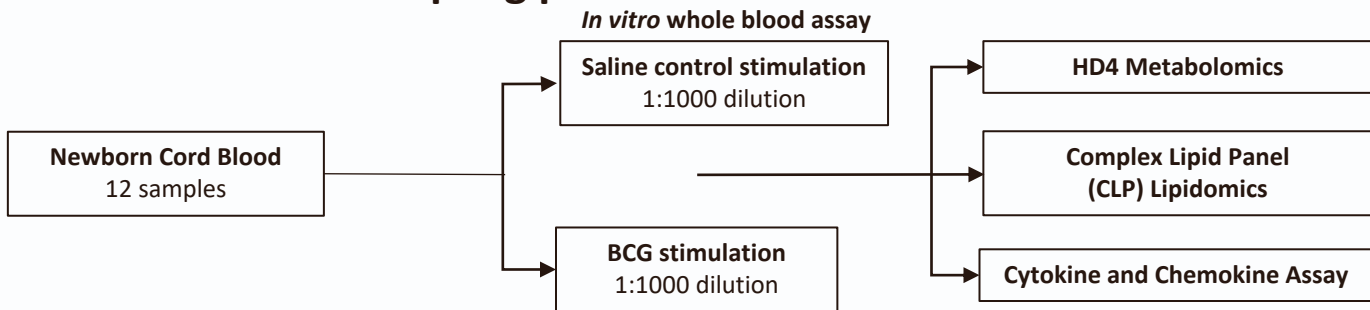 In vitro whole blood assay
Saline control stimulation
1:1000 dilution
HD4 Metabolomics
Newborn Cord Blood
12 samples
Complex Lipid Panel
(CLP) Lipidomics
BCG stimulation
1:1000 dilution
Cytokine and Chemokine Assay